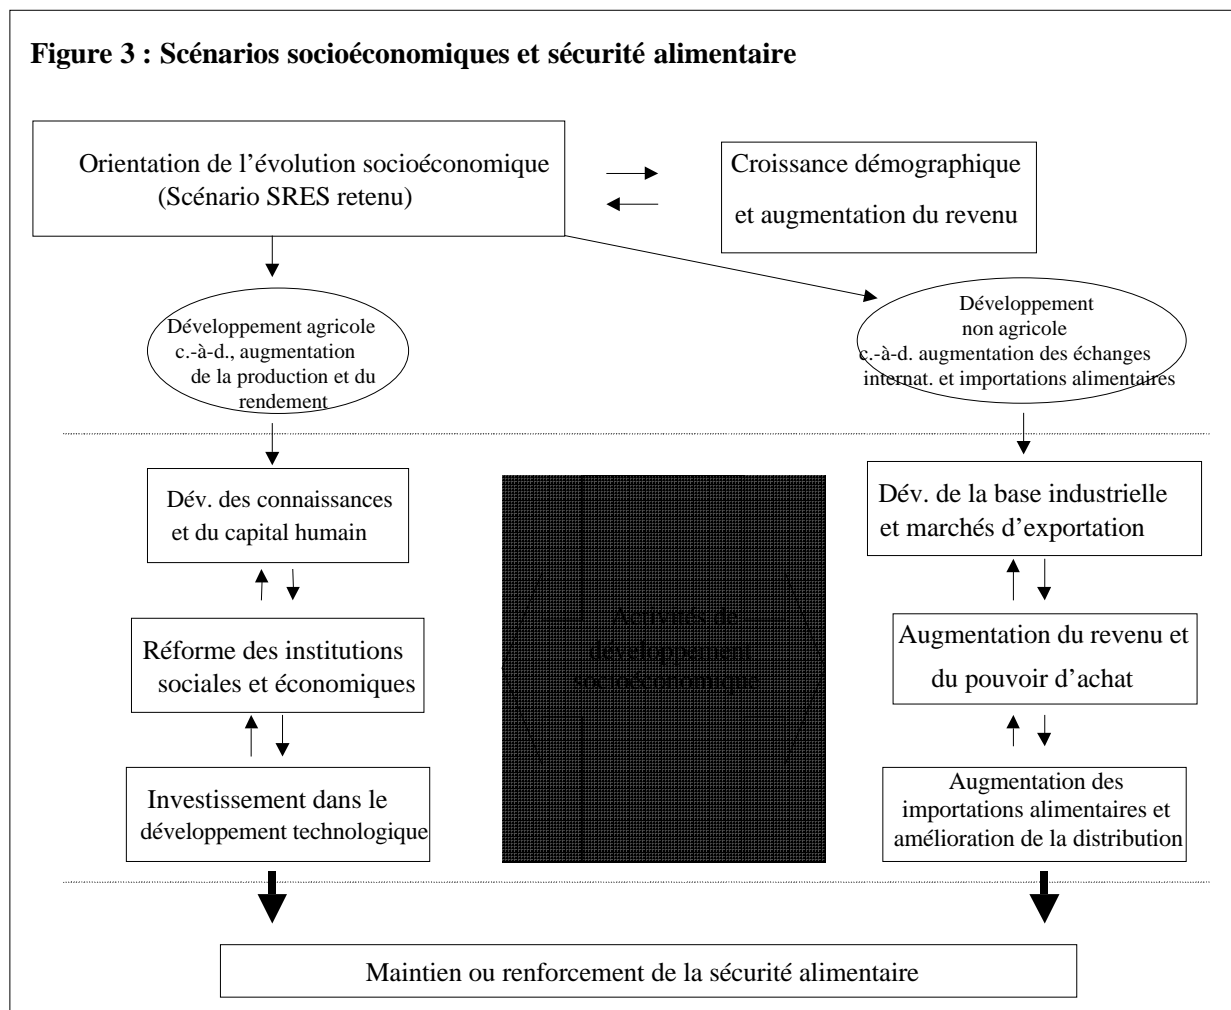 Figure 3 : Scénarios socioéconomiques et sécurité alimentaire
Orientation de l’évolution socioéconomique
(Scénario SRES retenu)
Croissance démographique
et augmentation du revenu
Développement agricole
c.-à-d., augmentation
de la production et du
rendement
Développement
non agricole
c.-à-d. augmentation des échanges
internat. et importations alimentaires
Dév. des connaissances
et du capital humain
Réforme des institutions
sociales et économiques
Investissement dans le
développement technologique
Activités de
développement
socioéconomique
Dév. de la base industrielle
et marchés d’exportation
Augmentation du revenu et
du pouvoir d’achat
Augmentation des
importations alimentaires et
amélioration de la distribution
Maintien ou renforcement de la sécurité alimentaire